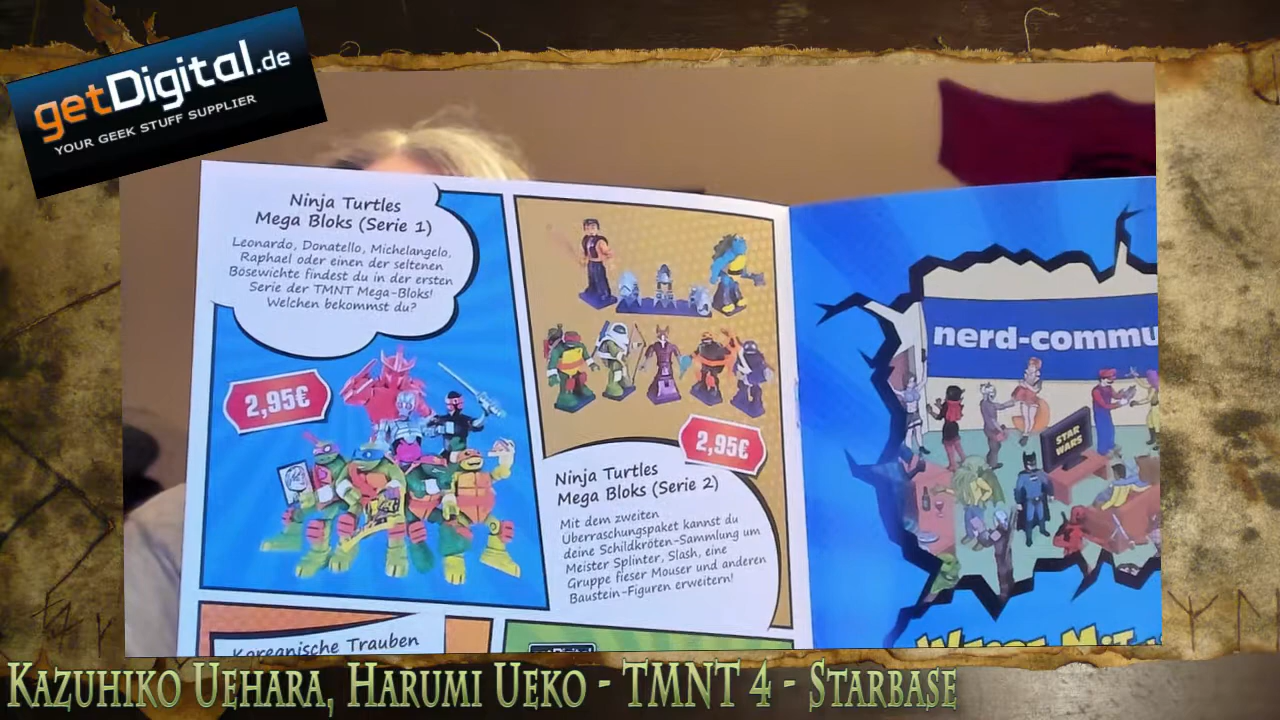 getDigital.de
YOUR GEEK STUFF SUPPLIER
Ninja Turtles
Mega Bloks (Serie 1)
Leonardo, Donatello, Michelangelo,
Raphael oder einen der seltenen
Bösewichte findest du in der ersten
Serie der TMNT Mega-Bloks!
Welchen bekommst du?
2,95€
2,95€
Ninja Turtles
Mega Bloks (Serie 2)
Mit dem zweiten
Überraschungspaket kannst du
deine Schildkröten-Sammlung um
Meister Splinter, Slash, eine
Gruppe fieser Mouser und anderen
Baustein-Figuren erweitern!
Koreanische Trauben
nerd-commu
STAR
WARS
KAZUHIKO UEHARA, HARUMI UEKO - TMNT 4 - STARBASE